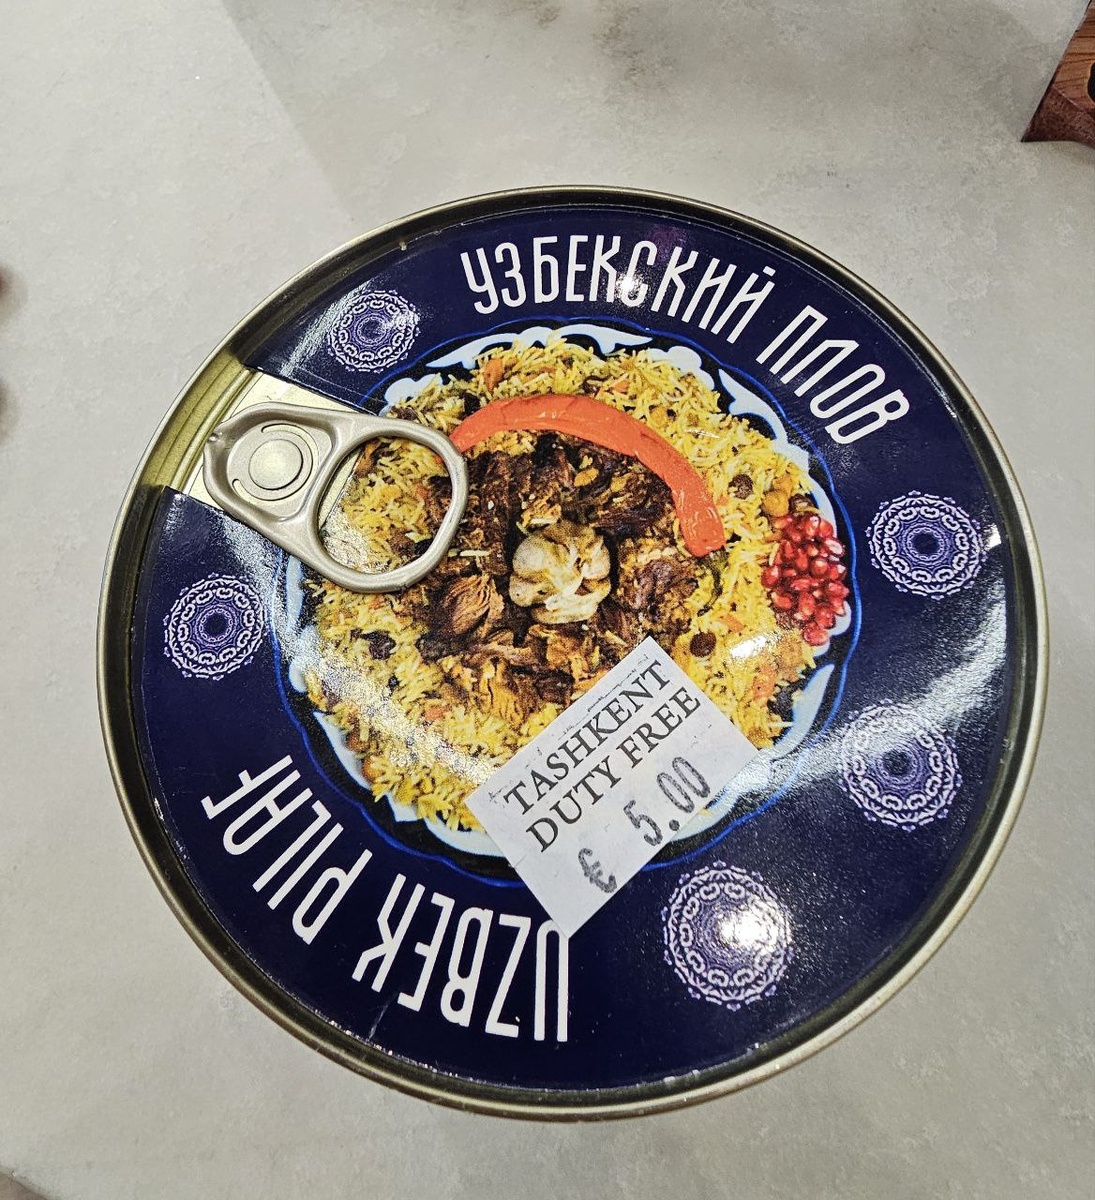 УЗБЕКСКИЙ ПЛОВ
TASHKENT
DUTY FREE
€ 5.00
UZBEK PILAF